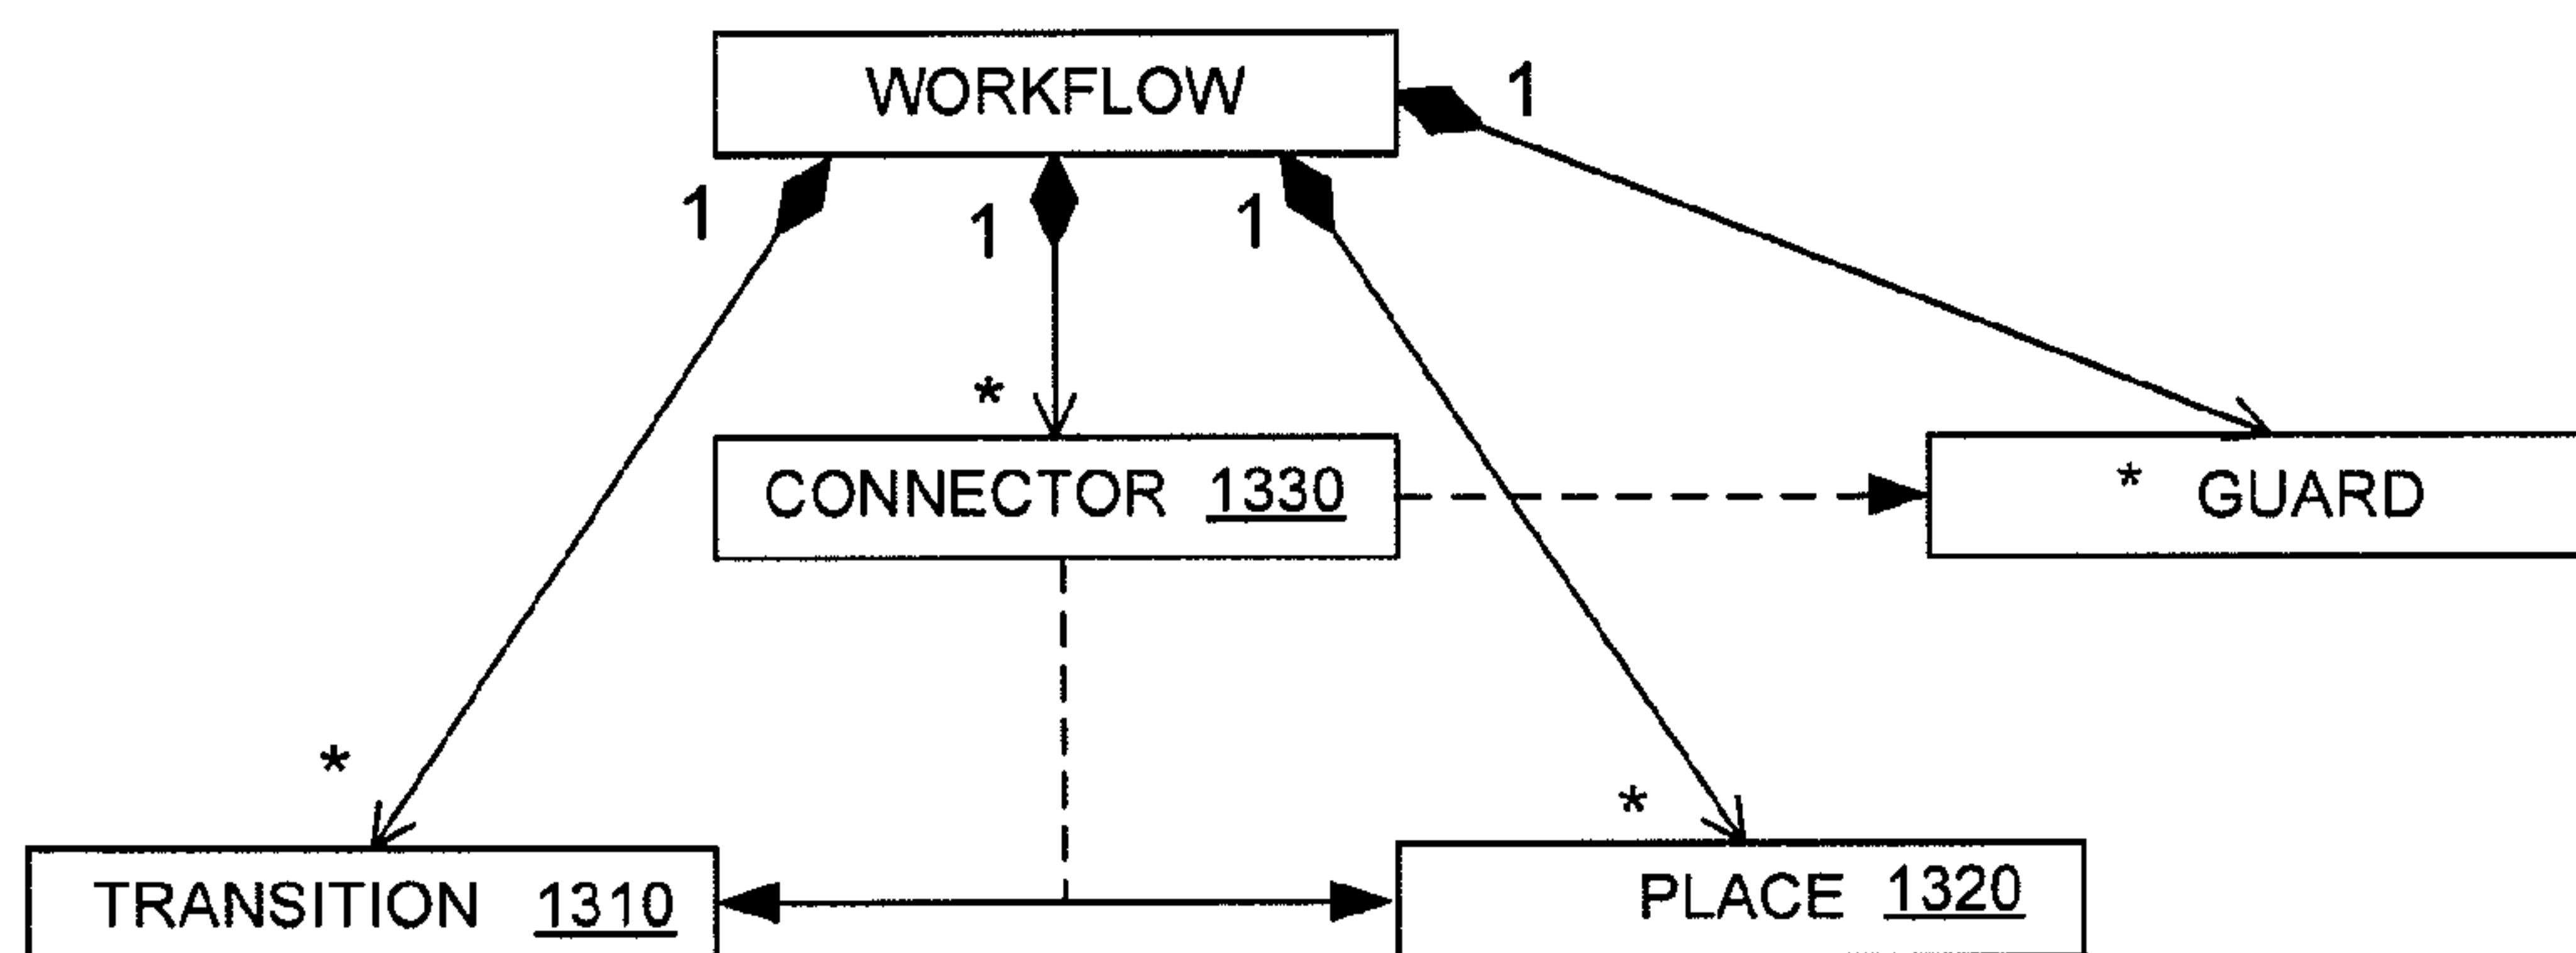 WORKFLOW
1
1
1
1
*
CONNECTOR 1330
* GUARD
*
*
TRANSITION 1310
PLACE 1320